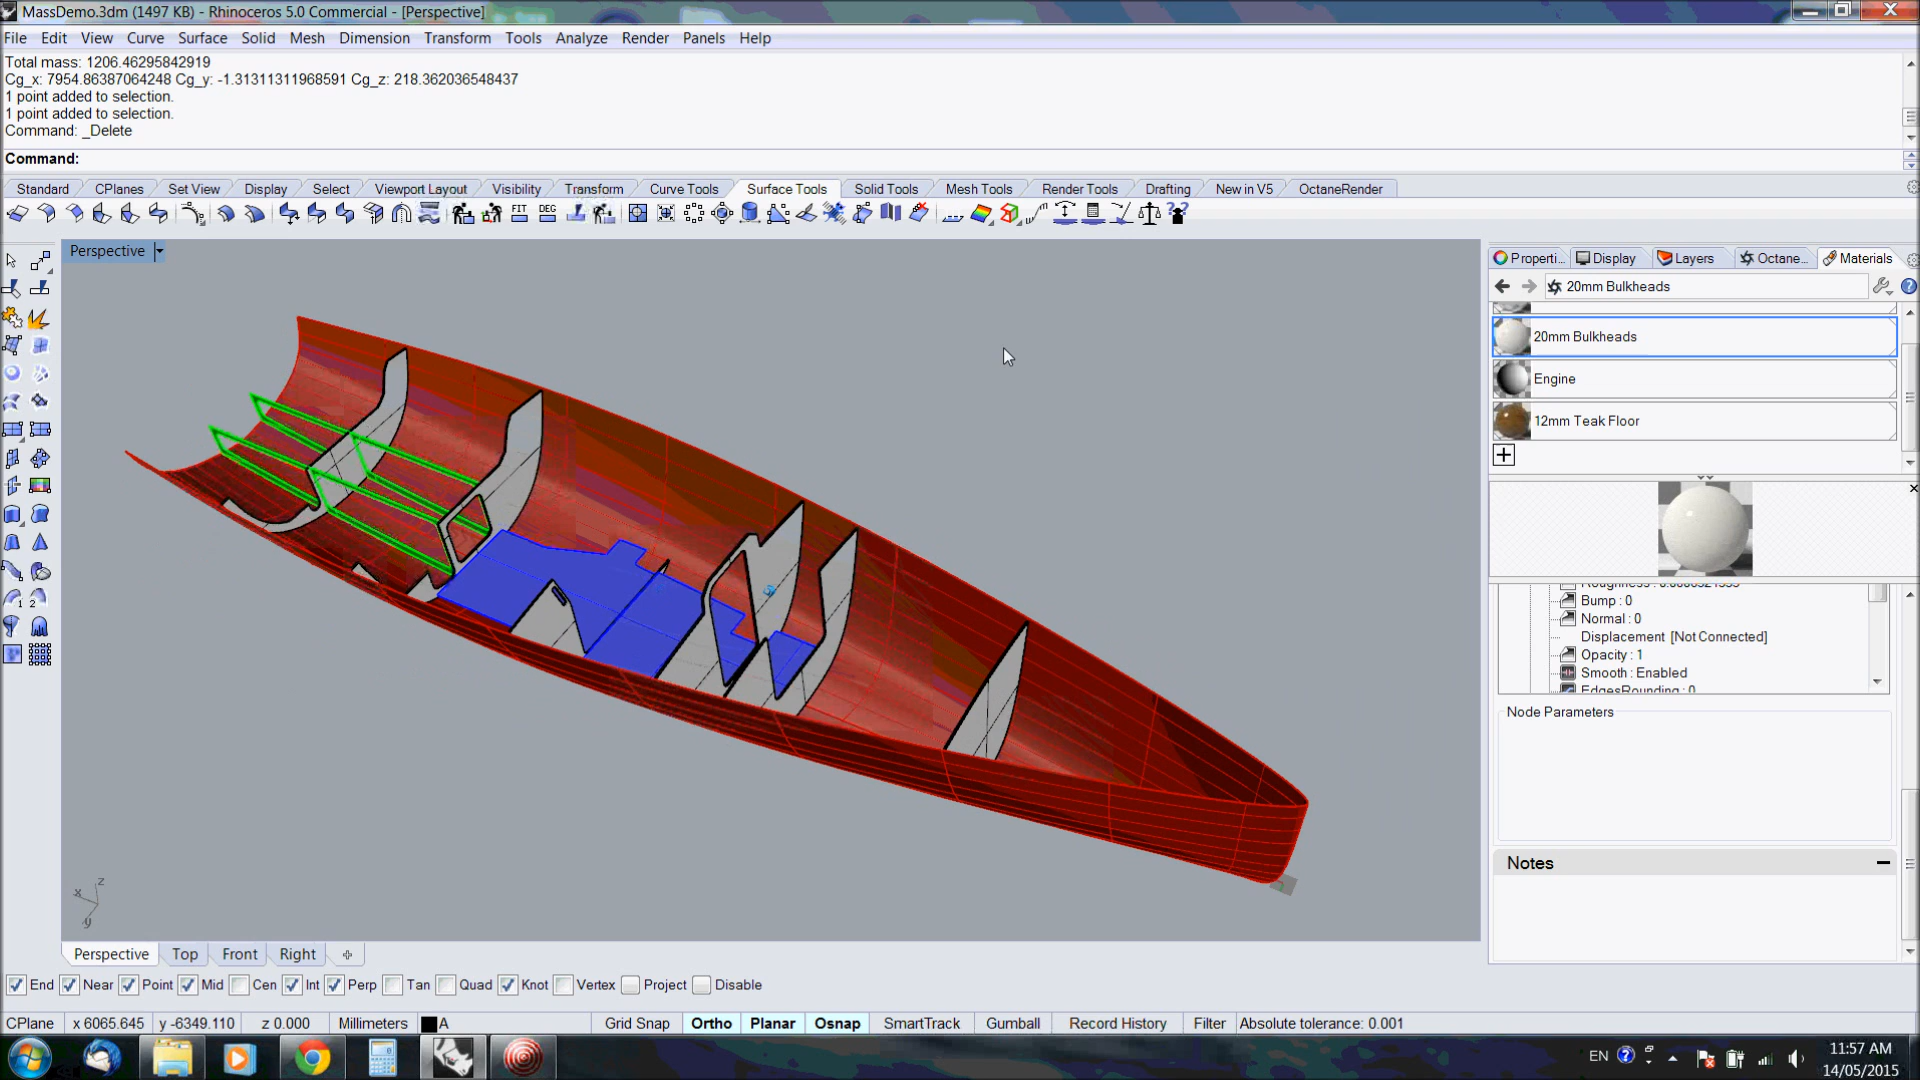 MassDemo.3dm (1497 KB) - Rhinoceros 5.0 Commercial - [Perspective]
File Edit View Curve Surface Solid Mesh Dimension Transform Tools Analyze Render Panels Help
Total mass: 1206.46295842919
Cg_x: 7954.86387064248 Cg_y: -1.31311311968591 Cg_z: 218.362036548437
1 point added to selection.
1 point added to selection.
Command: _Delete
Command:
Standard CPlanes Set View Display Select Viewport Layout Visibility Transform Curve Tools Surface Tools Solid Tools Mesh Tools Render Tools Drafting New in V5 OctaneRender
FIT DEG
Perspective
Properti... Display Layers Octane... Materials
20mm Bulkheads
20mm Bulkheads
Engine
12mm Teak Floor
Bump : 0
Normal : 0
Displacement [Not Connected]
Opacity : 1
Smooth : Enabled
EdgesRounding : 0
Node Parameters
Notes
x z
y
Perspective Top Front Right
End Near Point Mid Cen Int Perp Tan Quad Knot Vertex Project Disable
CPlane x 6065.645 y -6349.110 z 0.000 Millimeters A Grid Snap Ortho Planar Osnap SmartTrack Gumball Record History Filter Absolute tolerance: 0.001
EN 11:57 AM
14/05/2015